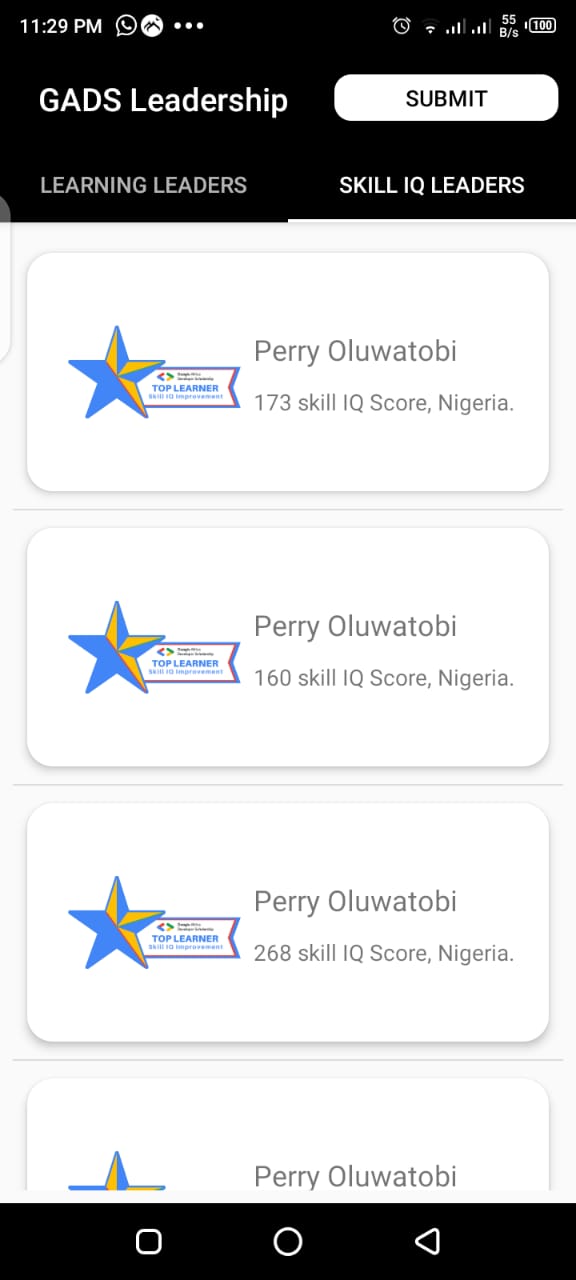 11:29 PM
55
B/s
100
GADS Leadership
SUBMIT
LEARNING LEADERS
SKILL IQ LEADERS
Perry Oluwatobi
Google Africa
Developer Scholarship
TOP LEARNER
Skill IQ Improvement
173 skill IQ Score, Nigeria.
Perry Oluwatobi
Google Africa
Developer Scholarship
TOP LEARNER
Skill IQ Improvement
160 skill IQ Score, Nigeria.
Perry Oluwatobi
Google Africa
Developer Scholarship
TOP LEARNER
Skill IQ Improvement
268 skill IQ Score, Nigeria.
Perry Oluwatobi